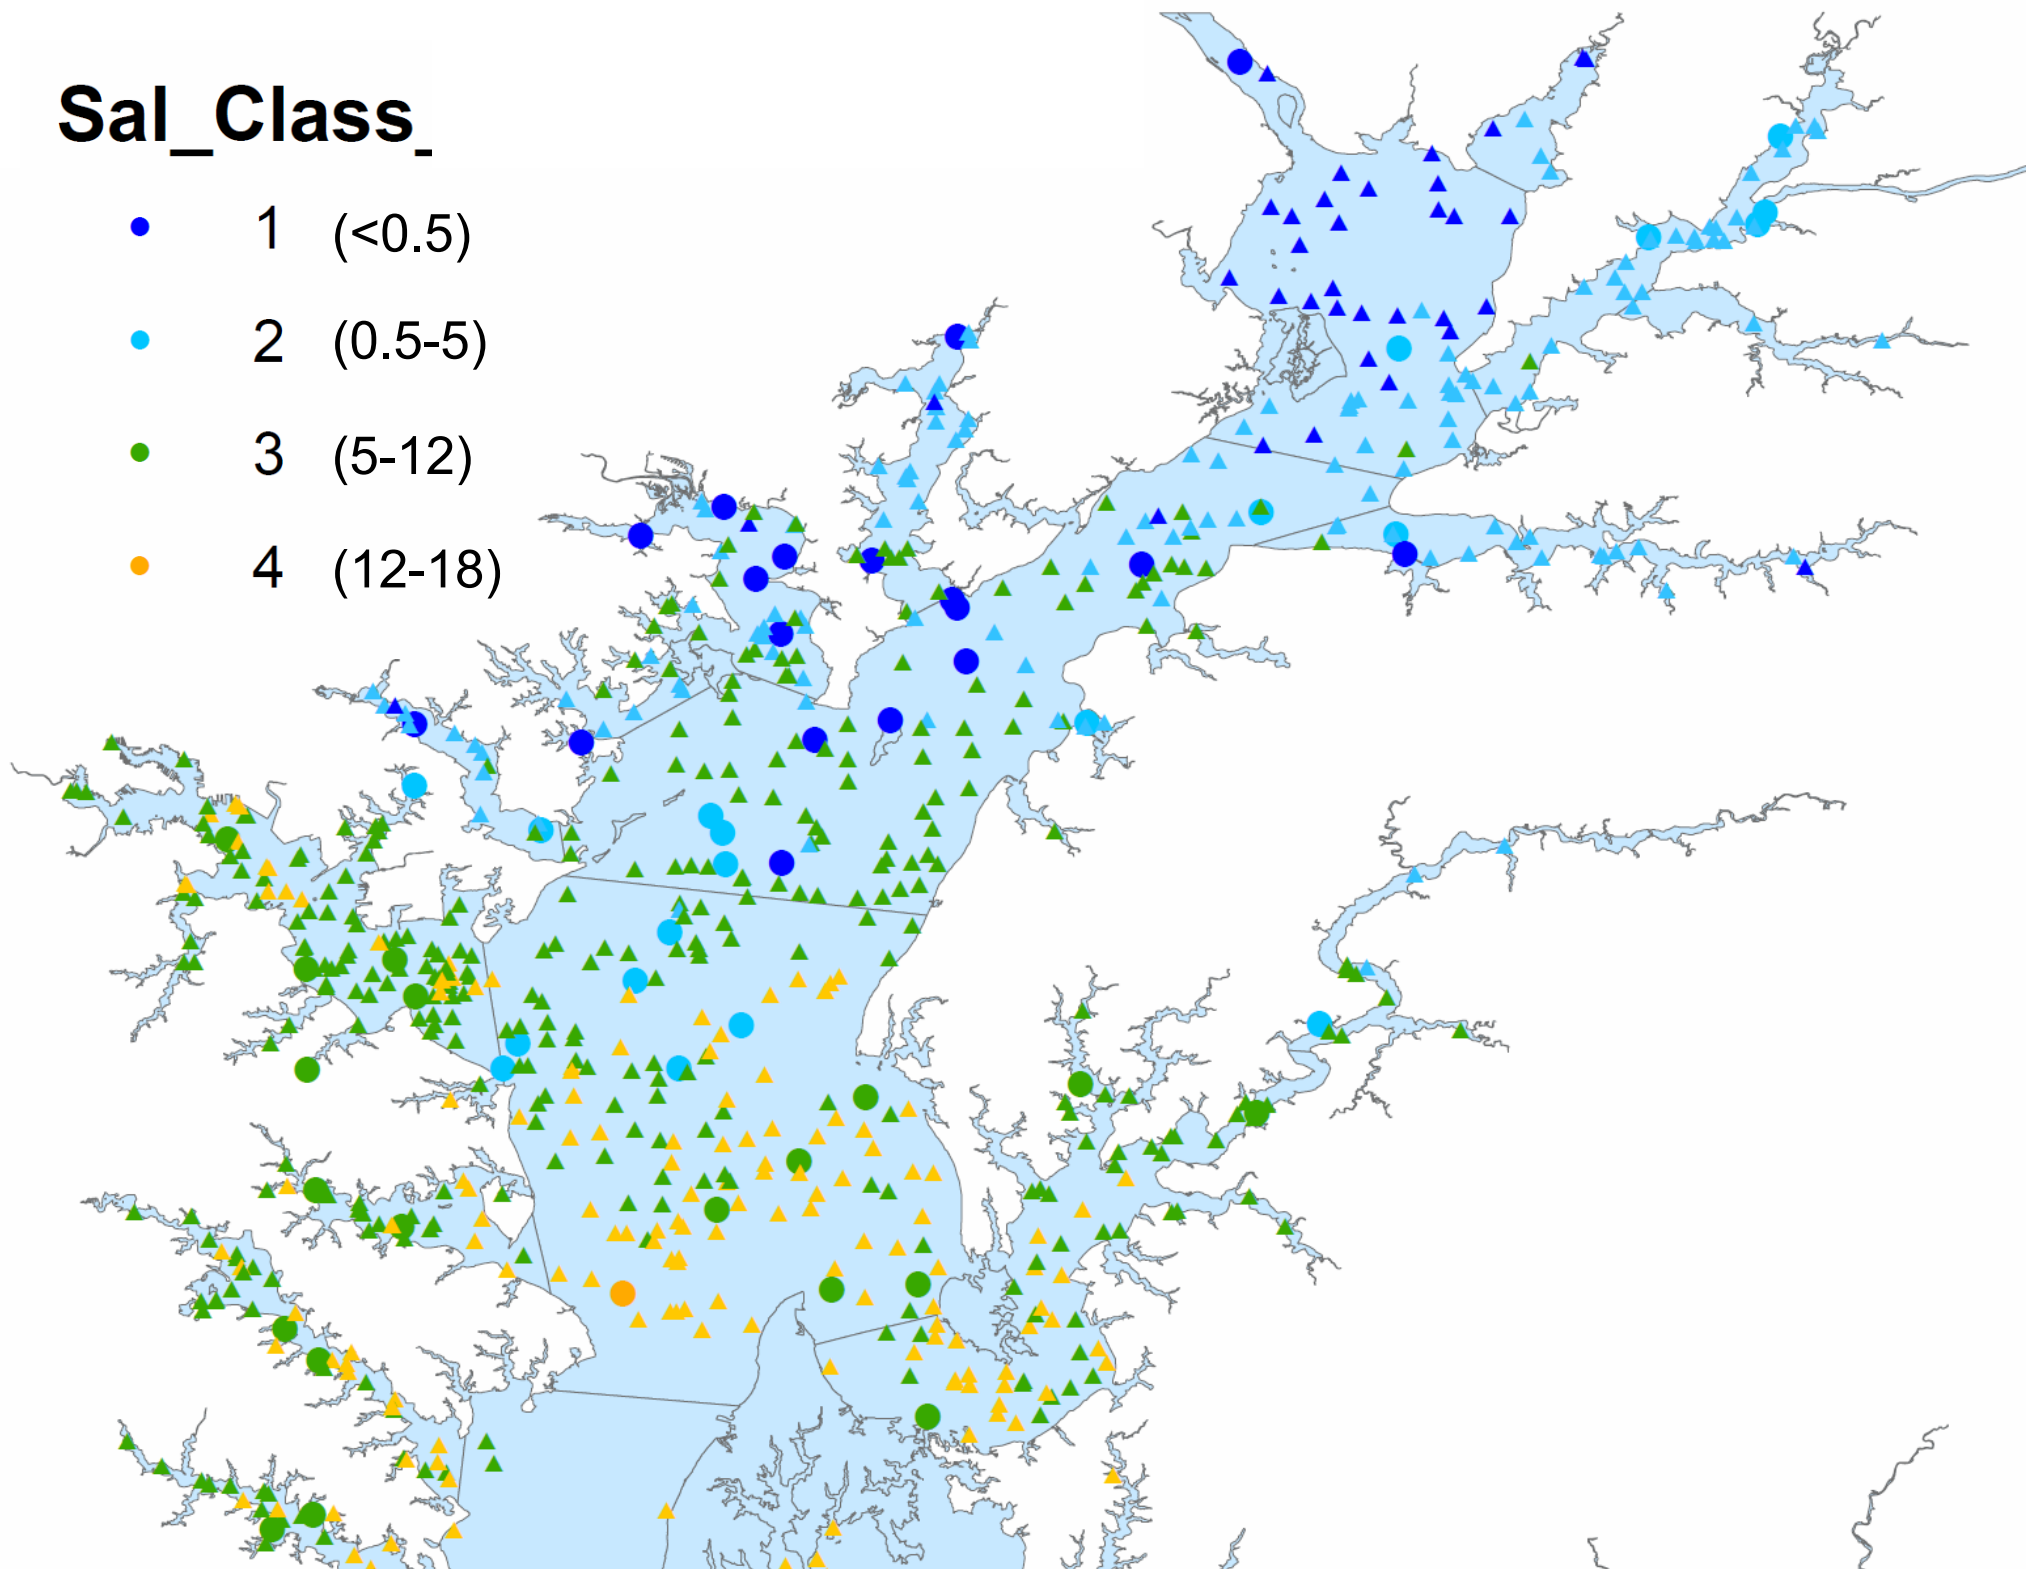 Sal_Class_
1 (<0.5)
2 (0.5-5)
3 (5-12)
4 (12-18)